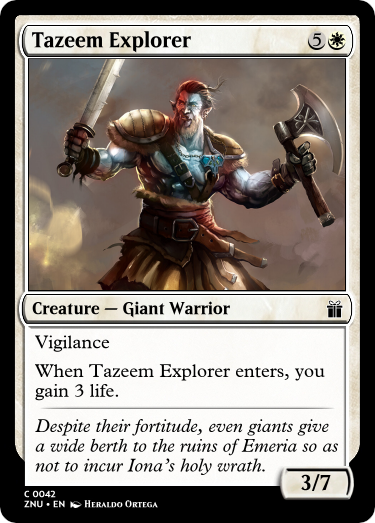 Tazeem Explorer 5
Creature — Giant Warrior
Vigilance
When Tazeem Explorer enters, you
gain 3 life.
Despite their fortitude, even giants give
a wide berth to the ruins of Emeria so as
not to incur Iona's holy wrath.
3/7
C 0042
ZNU • EN Heraldo Ortega